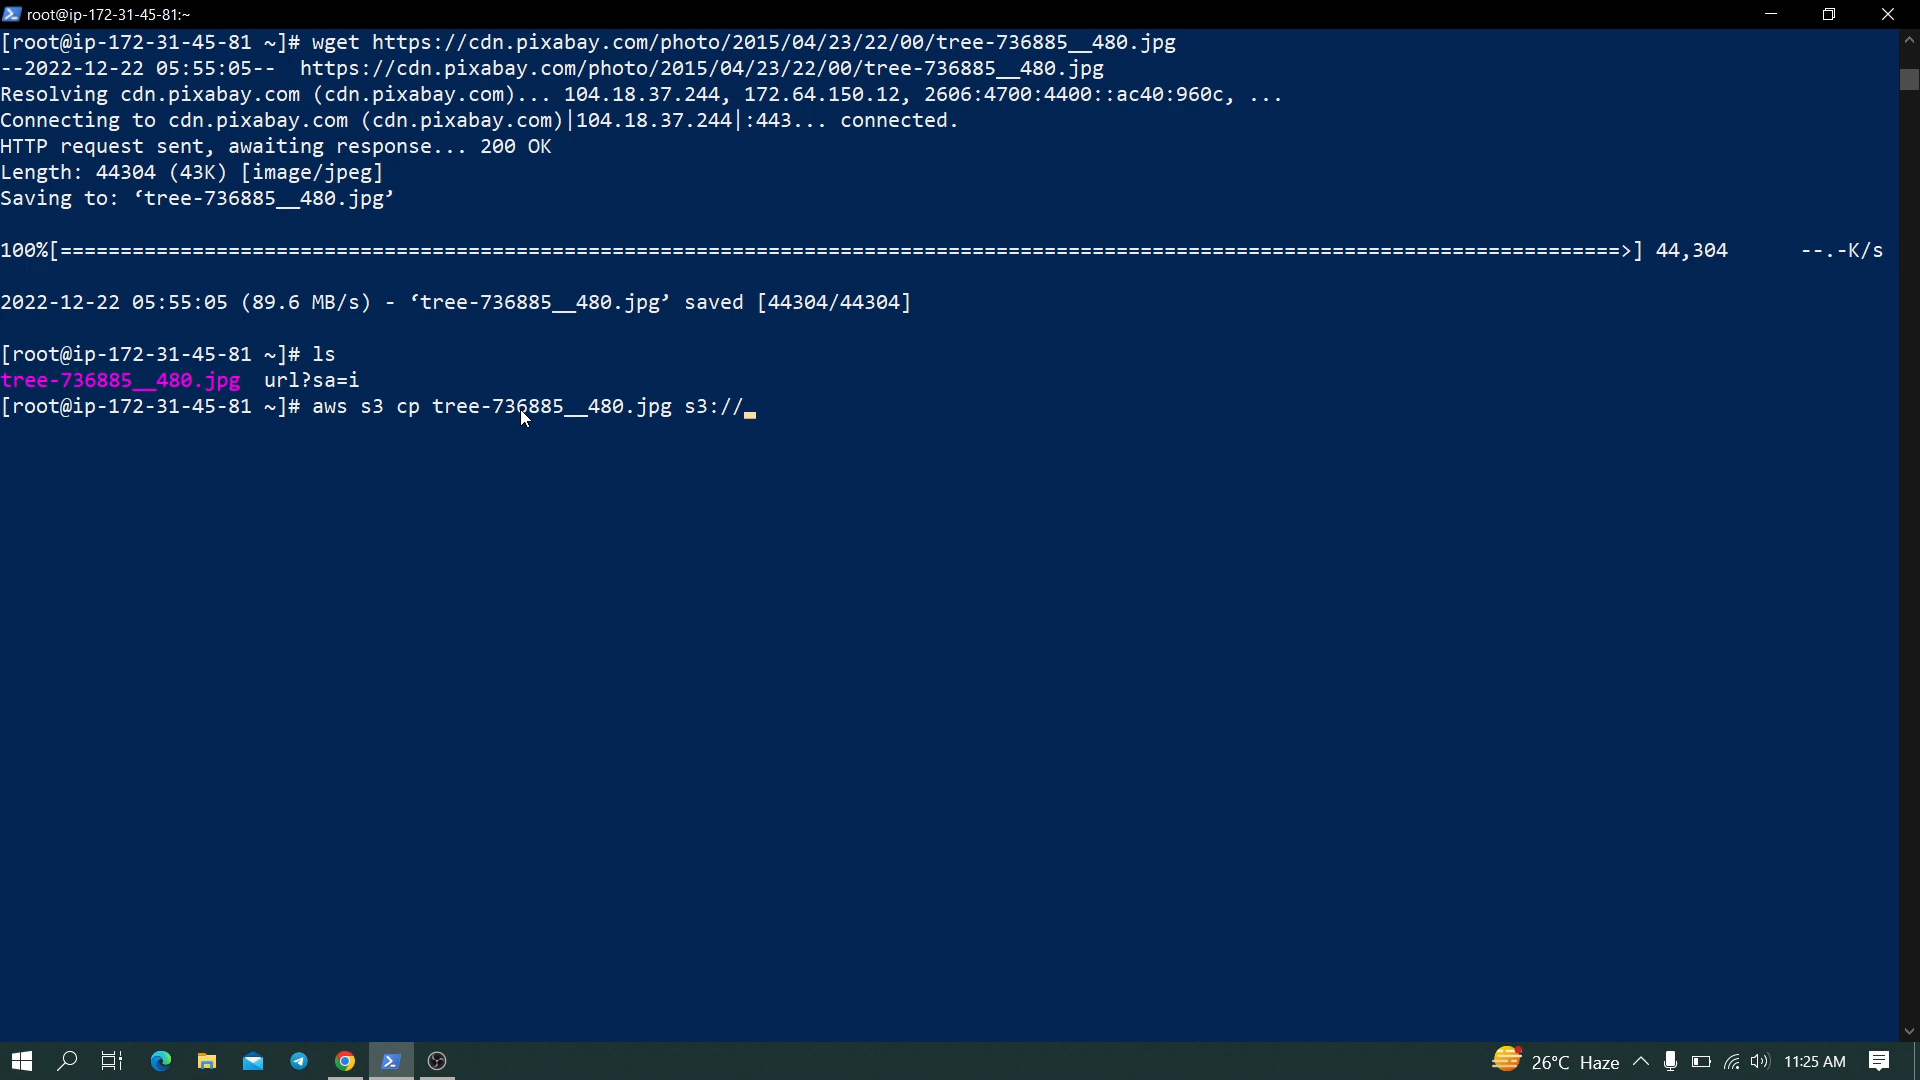 root@ip-172-31-45-81:~
[root@ip-172-31-45-81 ~]# wget https://cdn.pixabay.com/photo/2015/04/23/22/00/tree-736885__480.jpg
--2022-12-22 05:55:05--  https://cdn.pixabay.com/photo/2015/04/23/22/00/tree-736885__480.jpg
Resolving cdn.pixabay.com (cdn.pixabay.com)... 104.18.37.244, 172.64.150.12, 2606:4700:4400::ac40:960c, ...
Connecting to cdn.pixabay.com (cdn.pixabay.com)|104.18.37.244|:443... connected.
HTTP request sent, awaiting response... 200 OK
Length: 44304 (43K) [image/jpeg]
Saving to: ‘tree-736885__480.jpg’
100%[==================================================================================================================================>] 44,304      --.-K/s
2022-12-22 05:55:05 (89.6 MB/s) - ‘tree-736885__480.jpg’ saved [44304/44304]
[root@ip-172-31-45-81 ~]# ls
tree-736885__480.jpg  url?sa=i
[root@ip-172-31-45-81 ~]# aws s3 cp tree-736885__480.jpg s3://
26°C Haze 11:25 AM